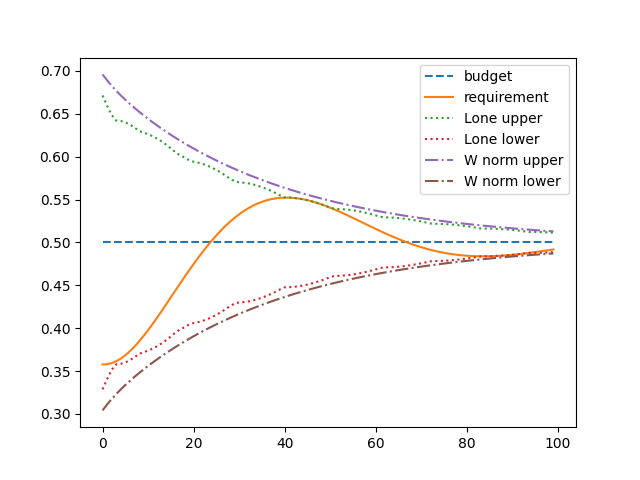 0.70
0.65
0.60
0.55
0.50
0.45
0.40
0.35
0.30
0 20 40 60 80 100
budget
requirement
Lone upper
Lone lower
W norm upper
W norm lower